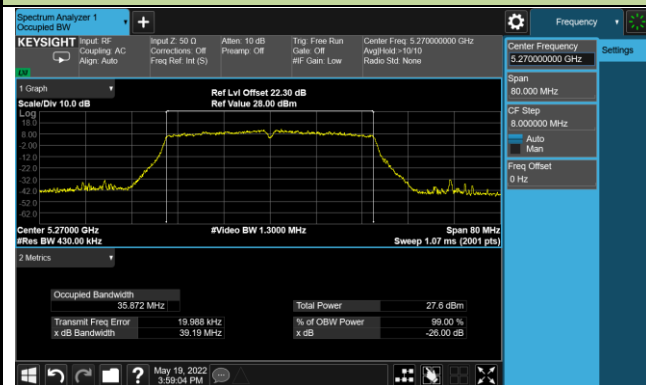 Spectrum Analyzer 1
Occupied BW
+
Frequency
KEYSIGHT
Input: RF
Coupling: AC
Align: Auto
Input Z: 50 Ω
Corrections: Off
Freq Ref: Int (S)
Atten: 10 dB
Preamp: Off
Trig: Free Run
Gate: Off
#IF Gain: Low
Center Freq: 5.270000000 GHz
Avg|Hold:>10/10
Radio Std: None
LXI
Center Frequency
5.270000000 GHz
Settings
Span
80.000 MHz
CF Step
8.000000 MHz
Auto
Man
Freq Offset
0 Hz
1 Graph
Scale/Div 10.0 dB
Ref Lvl Offset 22.30 dB
Ref Value 28.00 dBm
Log
18.0
8.00
-2.00
-12.0
-22.0
-32.0
-42.0
-52.0
-62.0
Center 5.27000 GHz
#Res BW 430.00 kHz
#Video BW 1.3000 MHz
Span 80 MHz
Sweep 1.07 ms (2001 pts)
2 Metrics
Occupied Bandwidth
35.872 MHz
Total Power 27.6 dBm
Transmit Freq Error 19.988 kHz
% of OBW Power 99.00 %
x dB Bandwidth 39.19 MHz
x dB -26.00 dB
?
May 19, 2022
3:59:04 PM